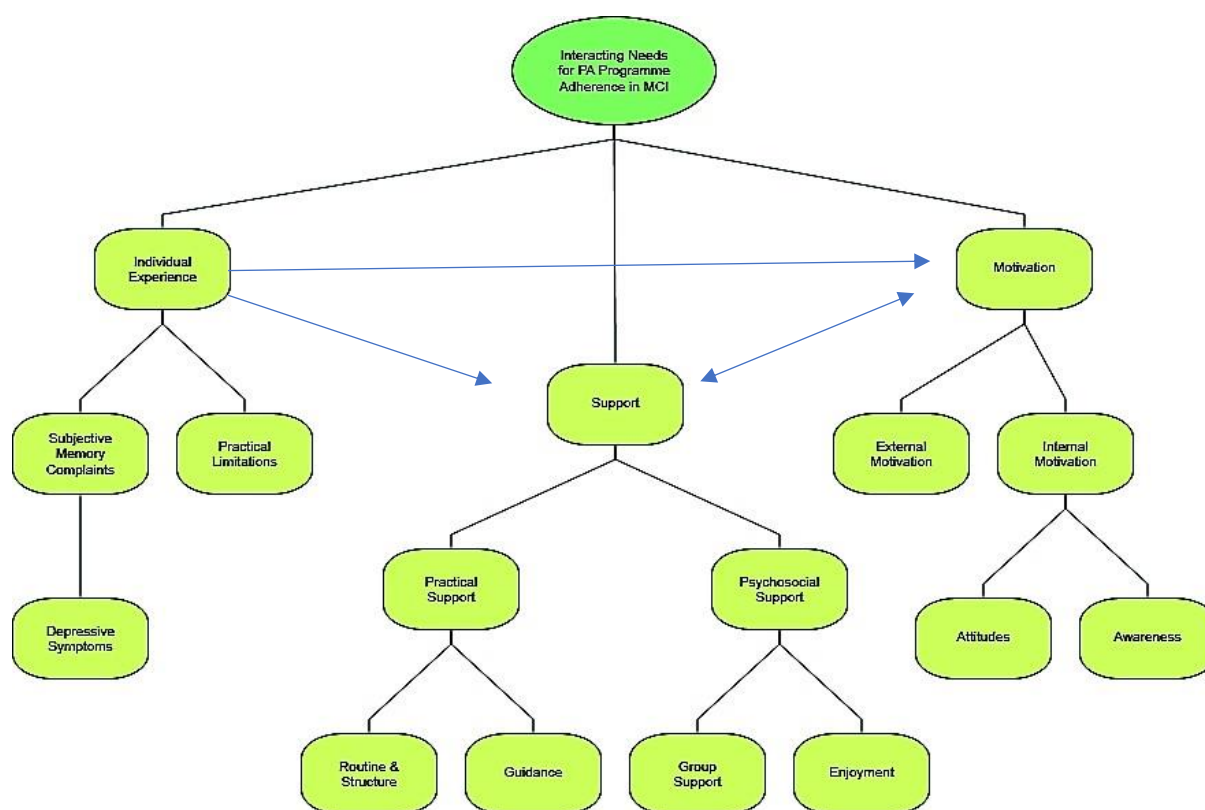 Interacting Needs
for PA Programme
Adherence in MCI
Individual
Experience
Motivation
Support
Subjective
Memory
Complaints
Practical
Limitations
External
Motivation
Internal
Motivation
Practical
Support
Psychosocial
Support
Depressive
Symptoms
Attitudes
Awareness
Routine &
Structure
Guidance
Group
Support
Enjoyment